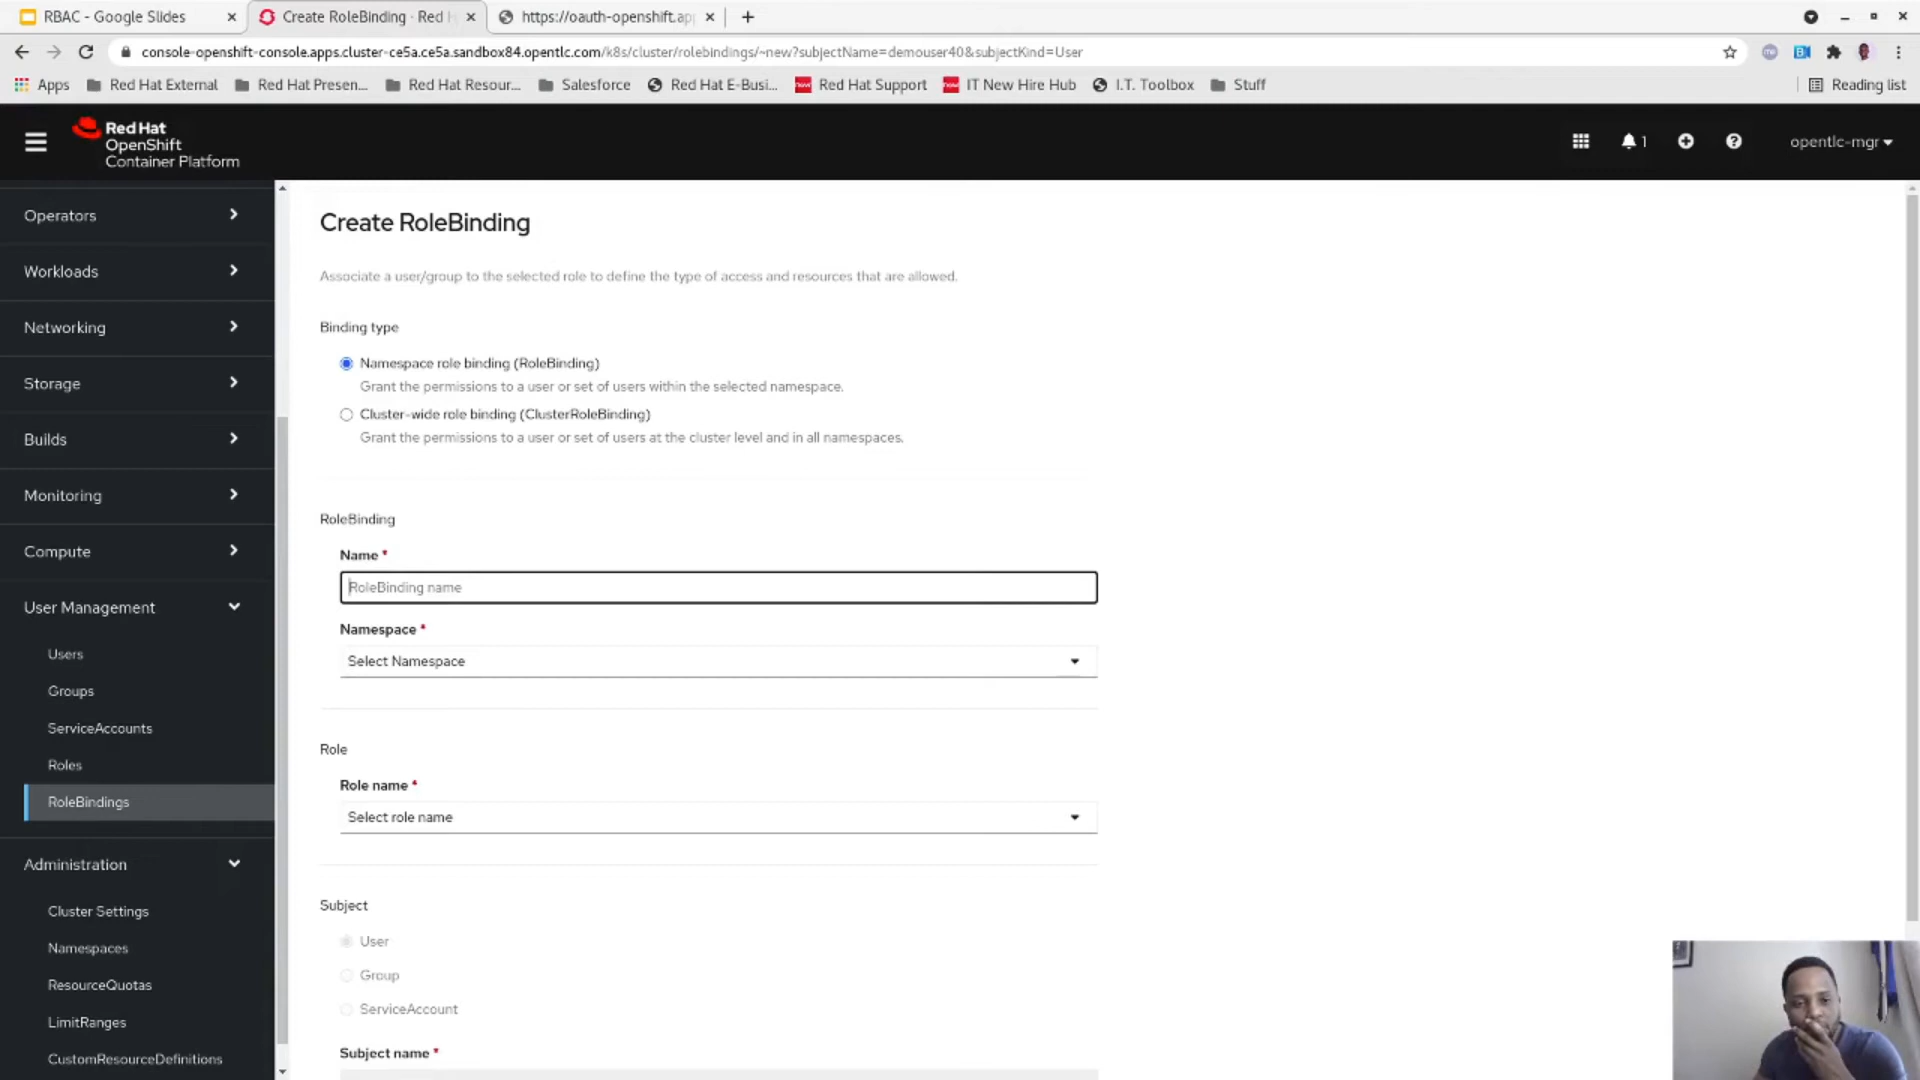 RBAC - Google Slides
Create RoleBinding · Red H
https://oauth-openshift.ap
console-openshift-console.apps.cluster-ce5a.ce5a.sandbox84.opentlc.com/k8s/cluster/rolebindings/~new?subjectName=demouser40&subjectKind=User
Apps Red Hat External Red Hat Presen... Red Hat Resour... Salesforce Red Hat E-Busi... Red Hat Support IT New Hire Hub I.T. Toolbox Stuff Reading list
Red Hat
OpenShift
Container Platform
1
opentlc-mgr
Operators
Workloads
Networking
Storage
Builds
Monitoring
Compute
User Management
Users
Groups
ServiceAccounts
Roles
RoleBindings
Administration
Cluster Settings
Namespaces
ResourceQuotas
LimitRanges
CustomResourceDefinitions
Create RoleBinding
Associate a user/group to the selected role to define the type of access and resources that are allowed.
Binding type
Namespace role binding (RoleBinding)
Grant the permissions to a user or set of users within the selected namespace.
Cluster-wide role binding (ClusterRoleBinding)
Grant the permissions to a user or set of users at the cluster level and in all namespaces.
RoleBinding
Name *
RoleBinding name
Namespace *
Select Namespace
Role
Role name *
Select role name
Subject
User
Group
ServiceAccount
Subject name *